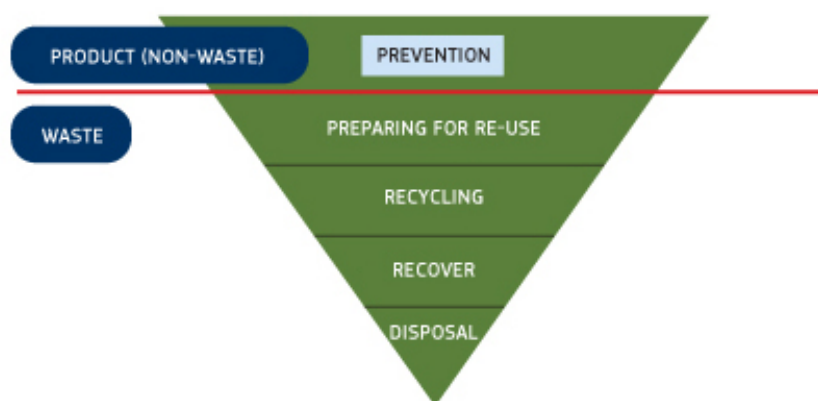 PRODUCT (NON-WASTE)
PREVENTION
WASTE
PREPARING FOR RE-USE
RECYCLING
RECOVER
DISPOSAL